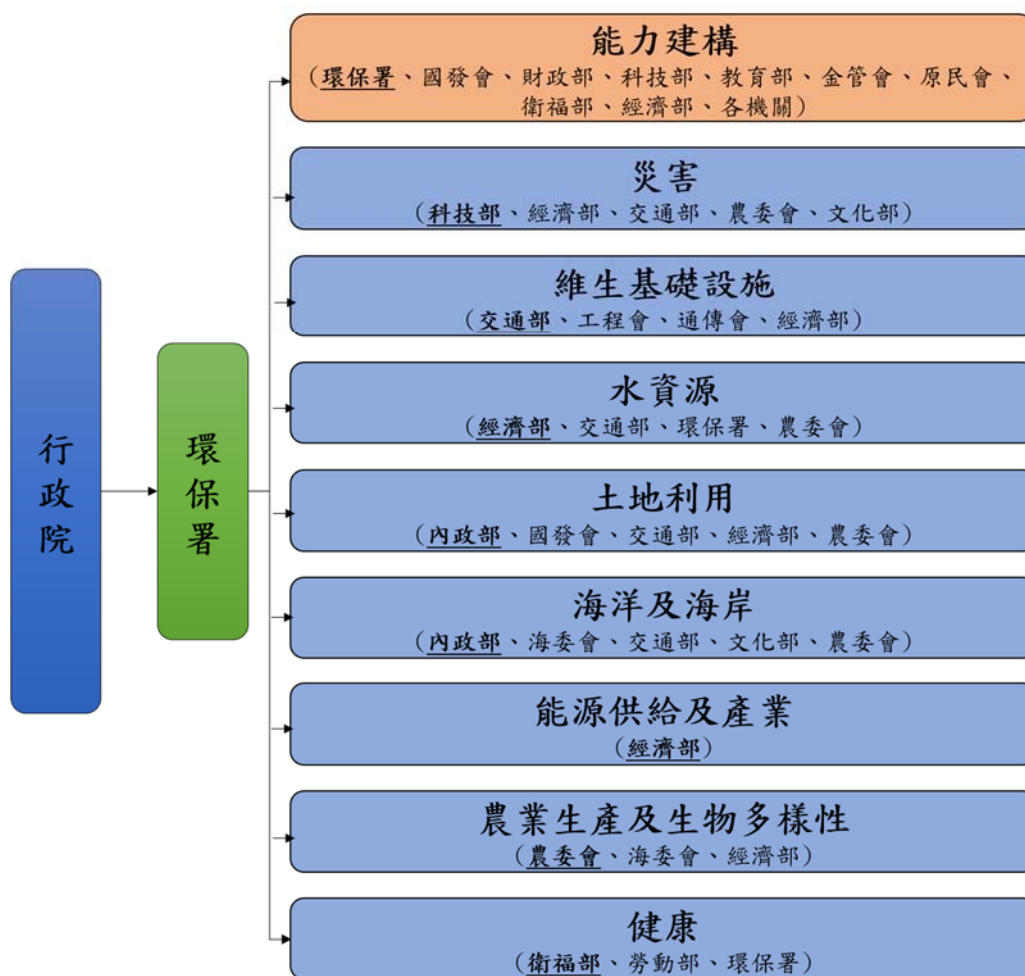 行政院
環保署
能力建構
(環保署、國發會、財政部、科技部、教育部、金管會、原民會、
衛福部、經濟部、各機關)
災害
(科技部、經濟部、交通部、農委會、文化部)
維生基礎設施
(交通部、工程會、通傳會、經濟部)
水資源
(經濟部、交通部、環保署、農委會)
土地利用
(內政部、國發會、交通部、經濟部、農委會)
海洋及海岸
(內政部、海委會、交通部、文化部、農委會)
能源供給及產業
(經濟部)
農業生產及生物多樣性
(農委會、海委會、經濟部)
健康
(衛福部、勞動部、環保署)